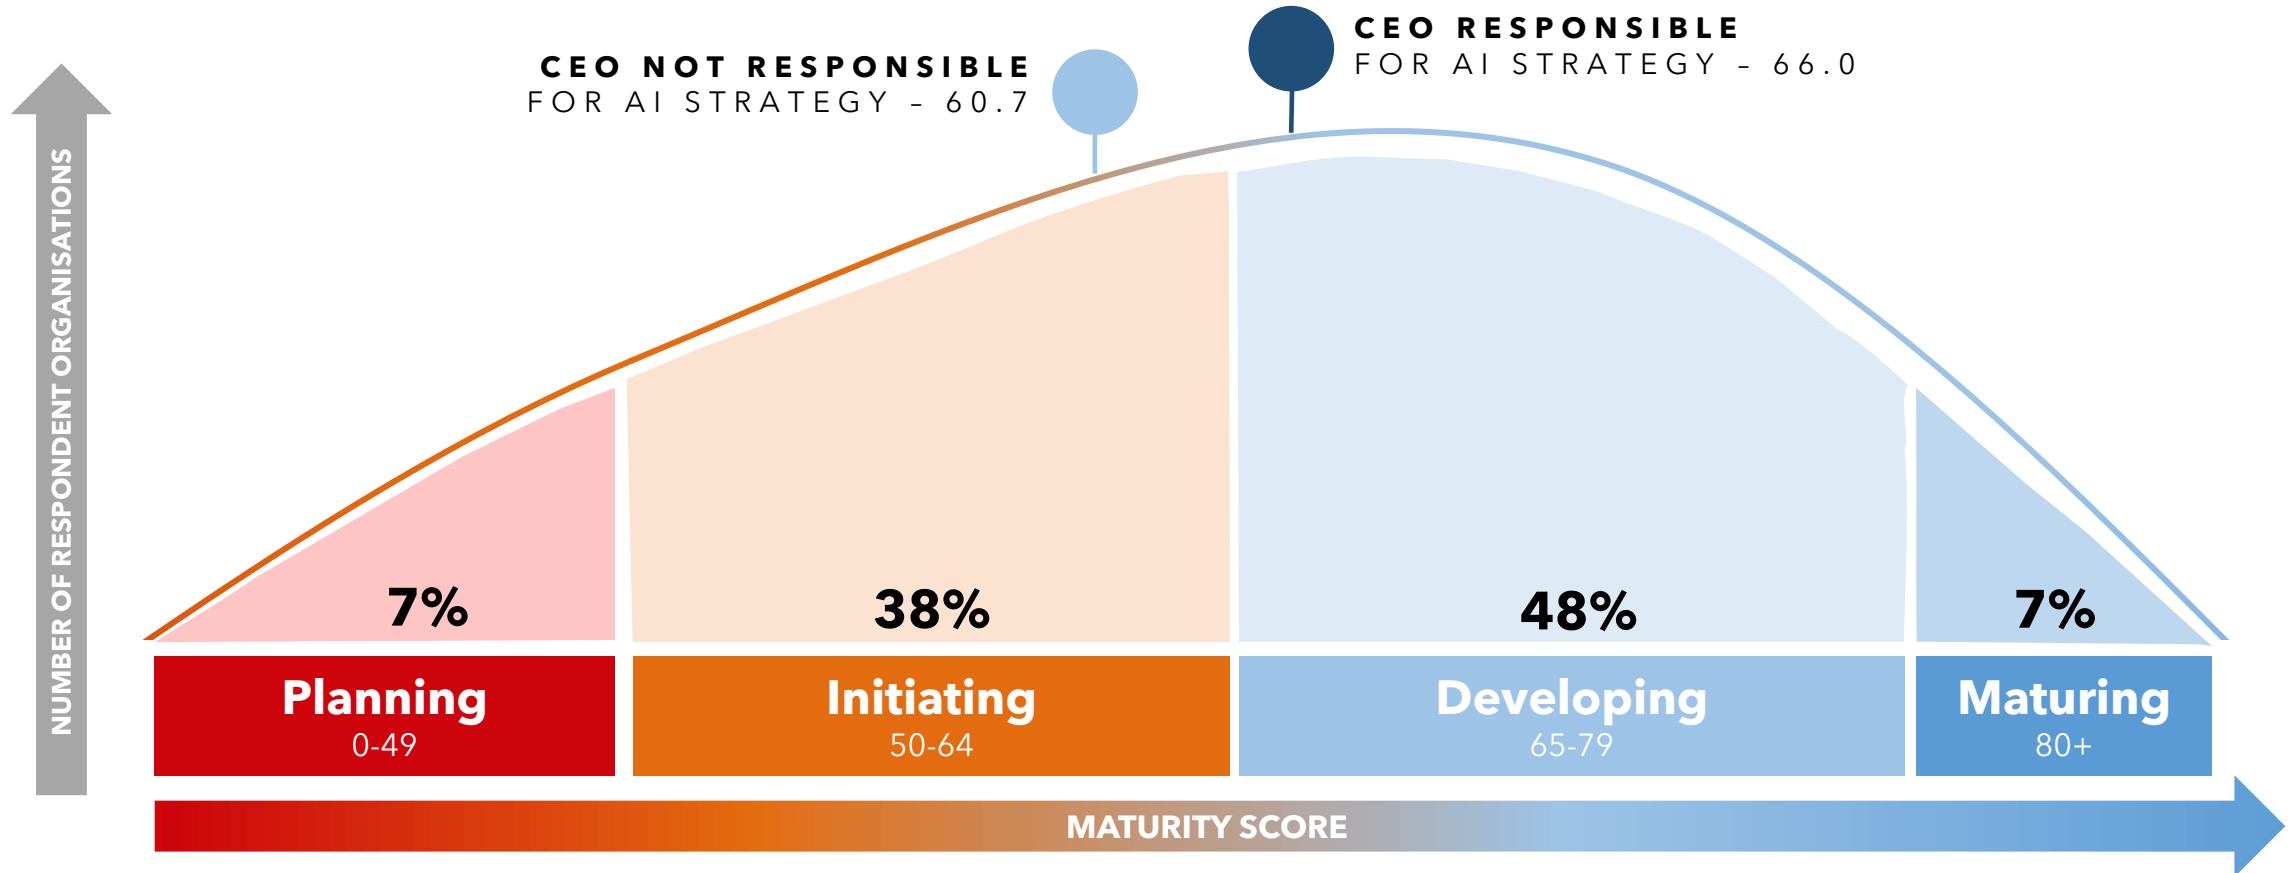 CEO RESPONSIBLE
FOR AI STRATEGY – 66.0
CEO NOT RESPONSIBLE
FOR AI STRATEGY – 60.7
NUMBER OF RESPONDENT ORGANISATIONS
7%
38%
48%
7%
Planning
0-49
Initiating
50-64
Developing
65-79
Maturing
80+
MATURITY SCORE